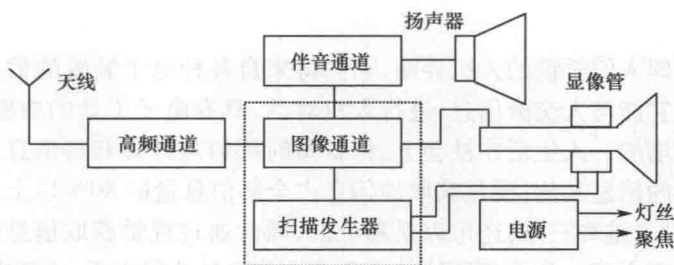 扬声器
伴音通道
显像管
天线
高频通道
图像通道
扫描发生器
电源
灯丝
聚焦